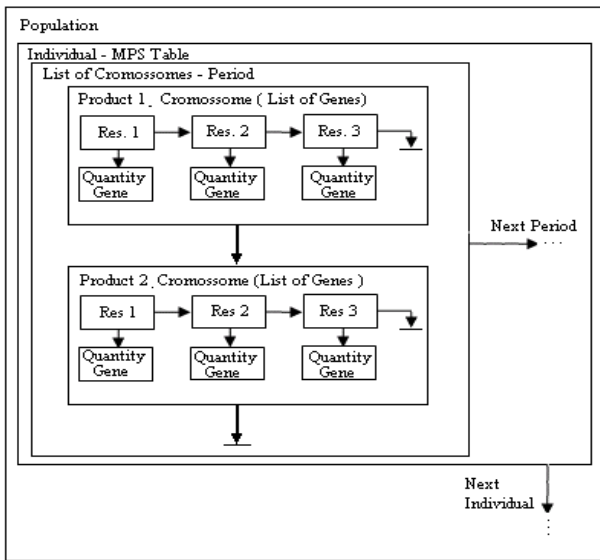 Population
Individual - MPS Table
List of Cromossomes - Period
Product 1. Cromossome ( List of Genes)
Res. 1 Res. 2 Res. 3
Quantity Quantity Quantity
Gene Gene Gene
Next Period
. . .
Product 2. Cromossome (List of Genes )
Res 1 Res 2 Res 3
Quantity Quantity Quantity
Gene Gene Gene
Next
Individual